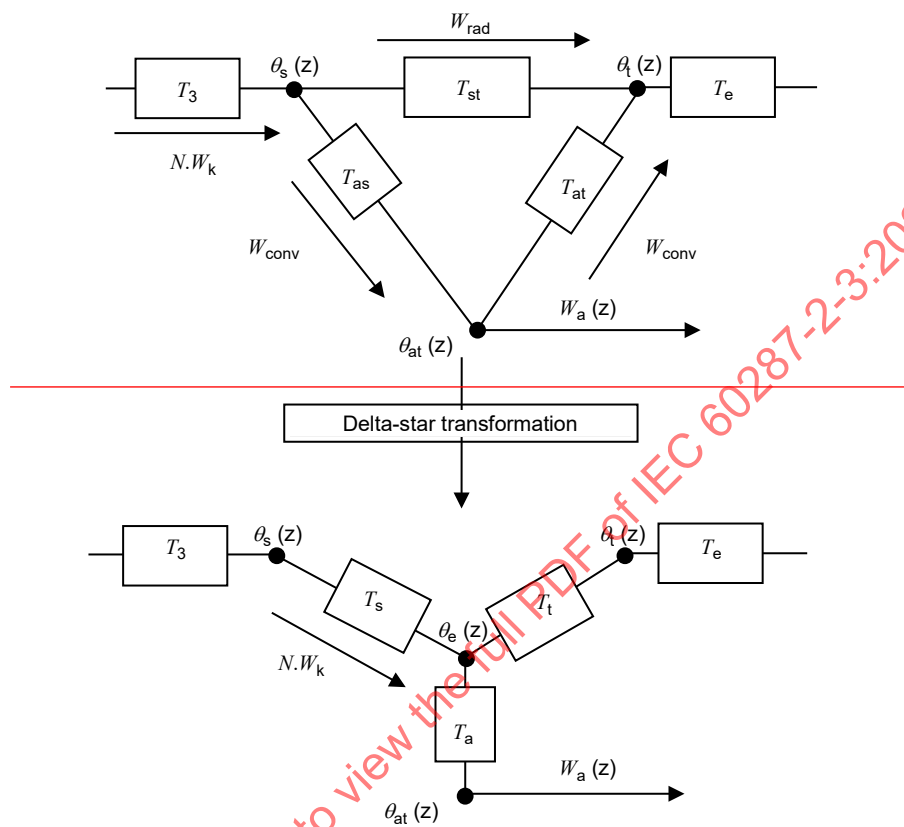 W_rad
θ_s (z)
θ_t (z)
T_3
T_st
T_e
N.W_k
T_as
T_at
W_conv
W_conv
W_a (z)
θ_at (z)
Delta-star transformation
θ_s (z)
θ_t (z)
T_3
T_e
T_s
T_t
θ_e (z)
N.W_k
T_a
W_a (z)
θ_at (z)
to view the full PDF of IEC 60287-2-3:20